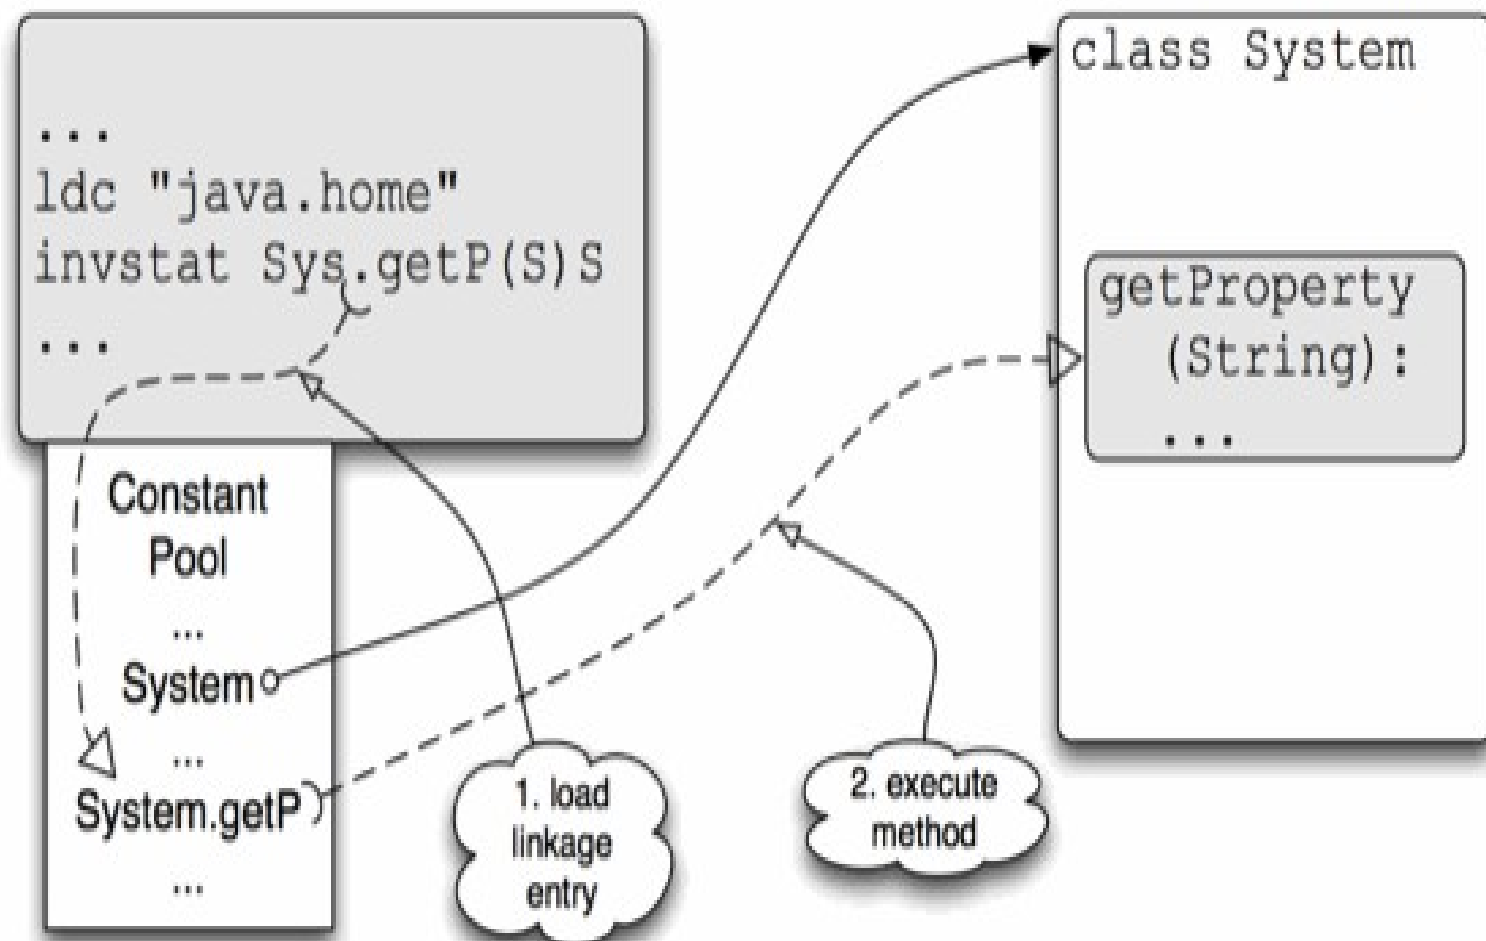 ...
ldc "java.home"
invstat Sys.getP(S)S
...
Constant
Pool
...
System
...
System.getP
...
1. load
linkage
entry
2. execute
method
class System
getProperty
(String):
...